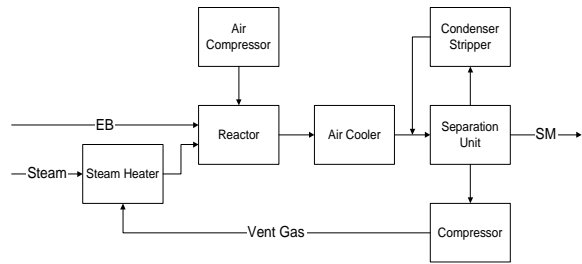 Air
Compressor
Condenser
Stripper
EB
Reactor
Air Cooler
Separation
Unit
SM
Steam
Steam Heater
Vent Gas
Compressor